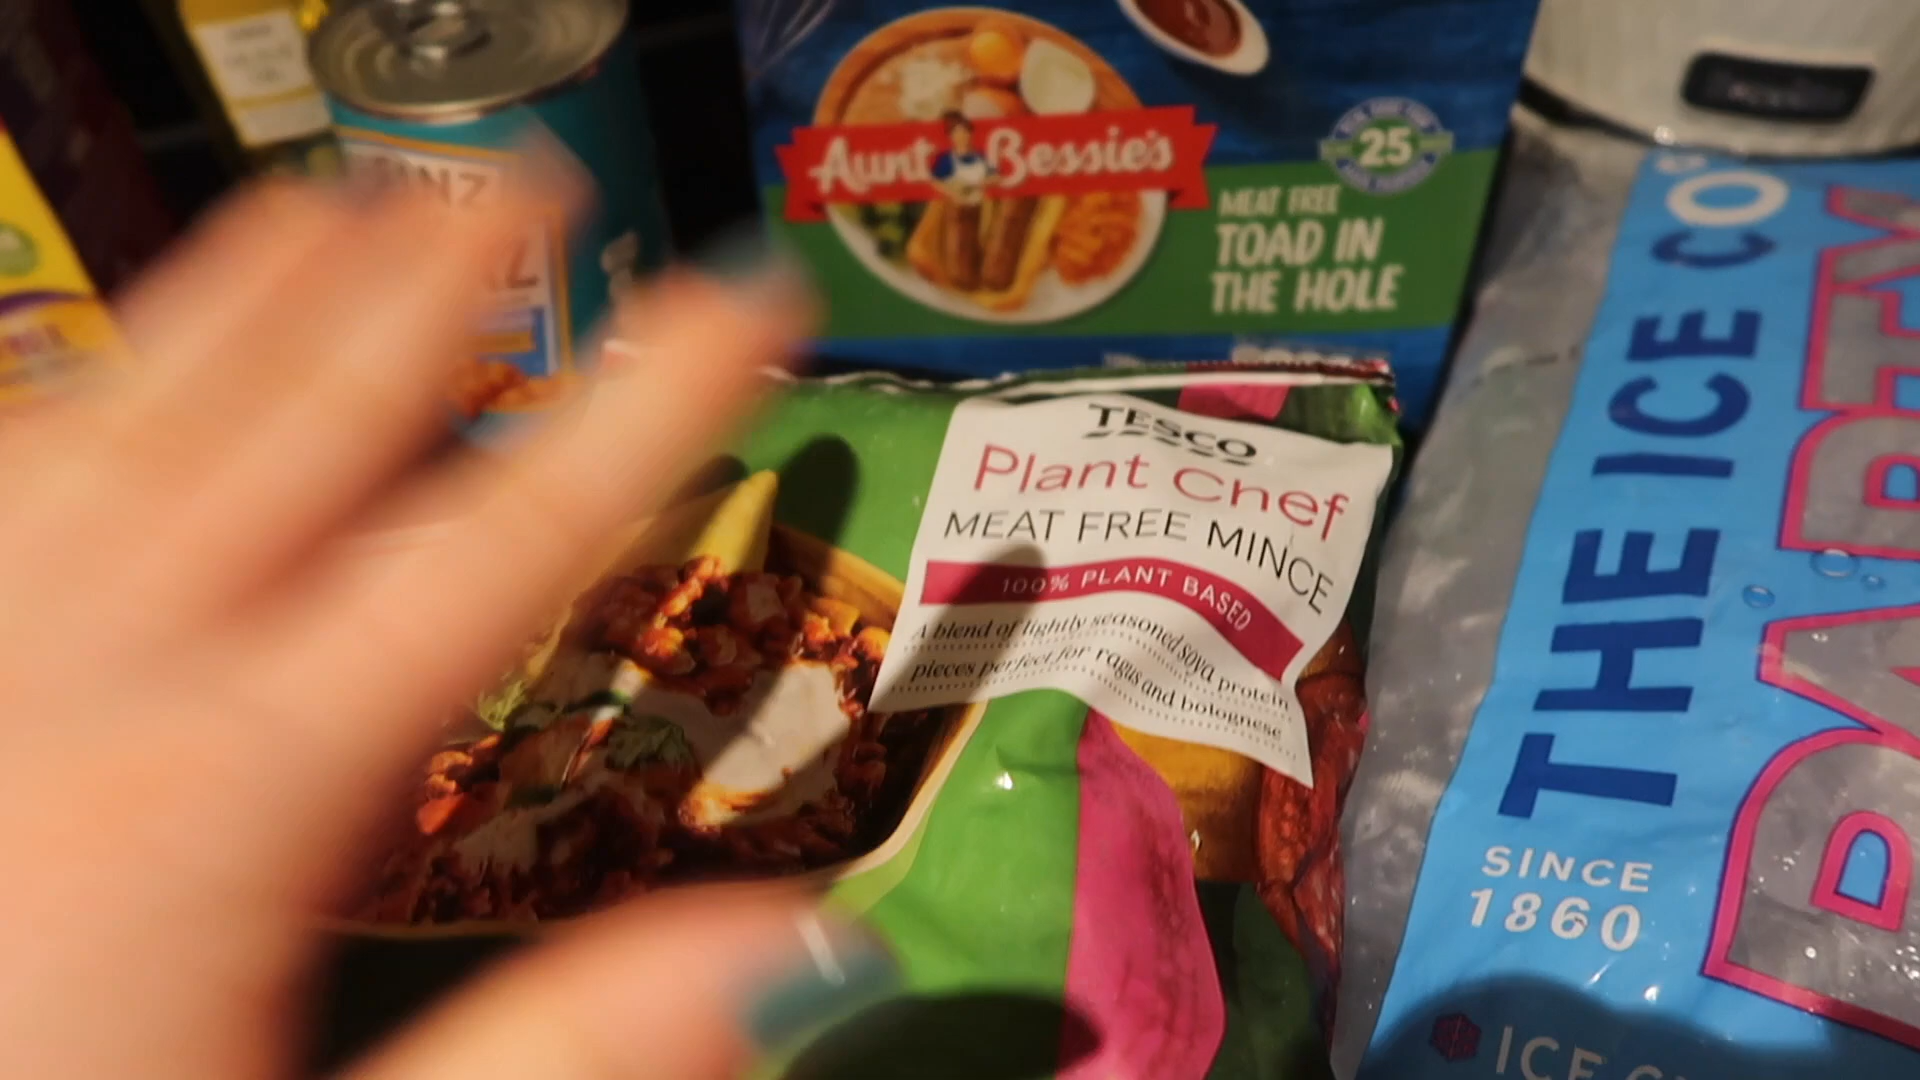 Aunt Bessie's
25
MEAT FREE
TOAD IN
THE HOLE
TESCO
Plant Chef
MEAT FREE MINCE
100% PLANT BASED
A blend of lightly seasoned soya protein
pieces perfect for ragus and bolognese
THE ICE CO
PARTY
SINCE
1860
ICE